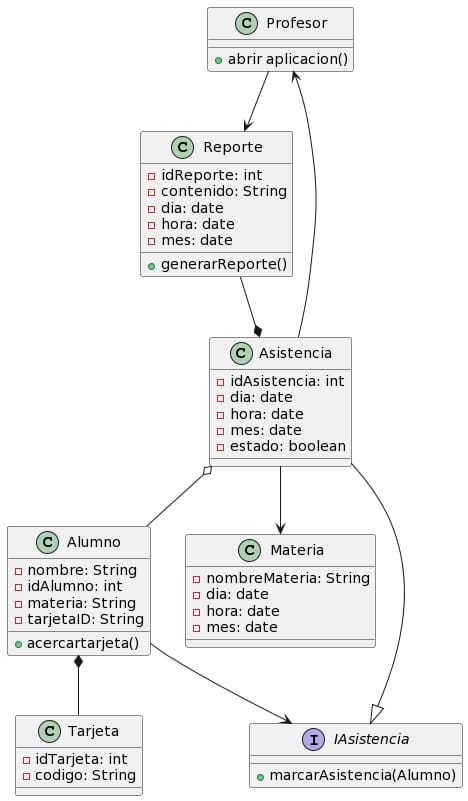 C Profesor
+ abrir aplicacion()
C Reporte
idReporte: int
contenido: String
dia: date
hora: date
mes: date
generarReporte()
C Asistencia
idAsistencia: int
dia: date
hora: date
mes: date
estado: boolean
C Alumno
nombre: String
idAlumno: int
materia: String
tarjetaID: String
acercartarjeta()
C Materia
nombreMateria: String
dia: date
hora: date
mes: date
C Tarjeta
idTarjeta: int
codigo: String
I IAsistencia
marcarAsistencia(Alumno)